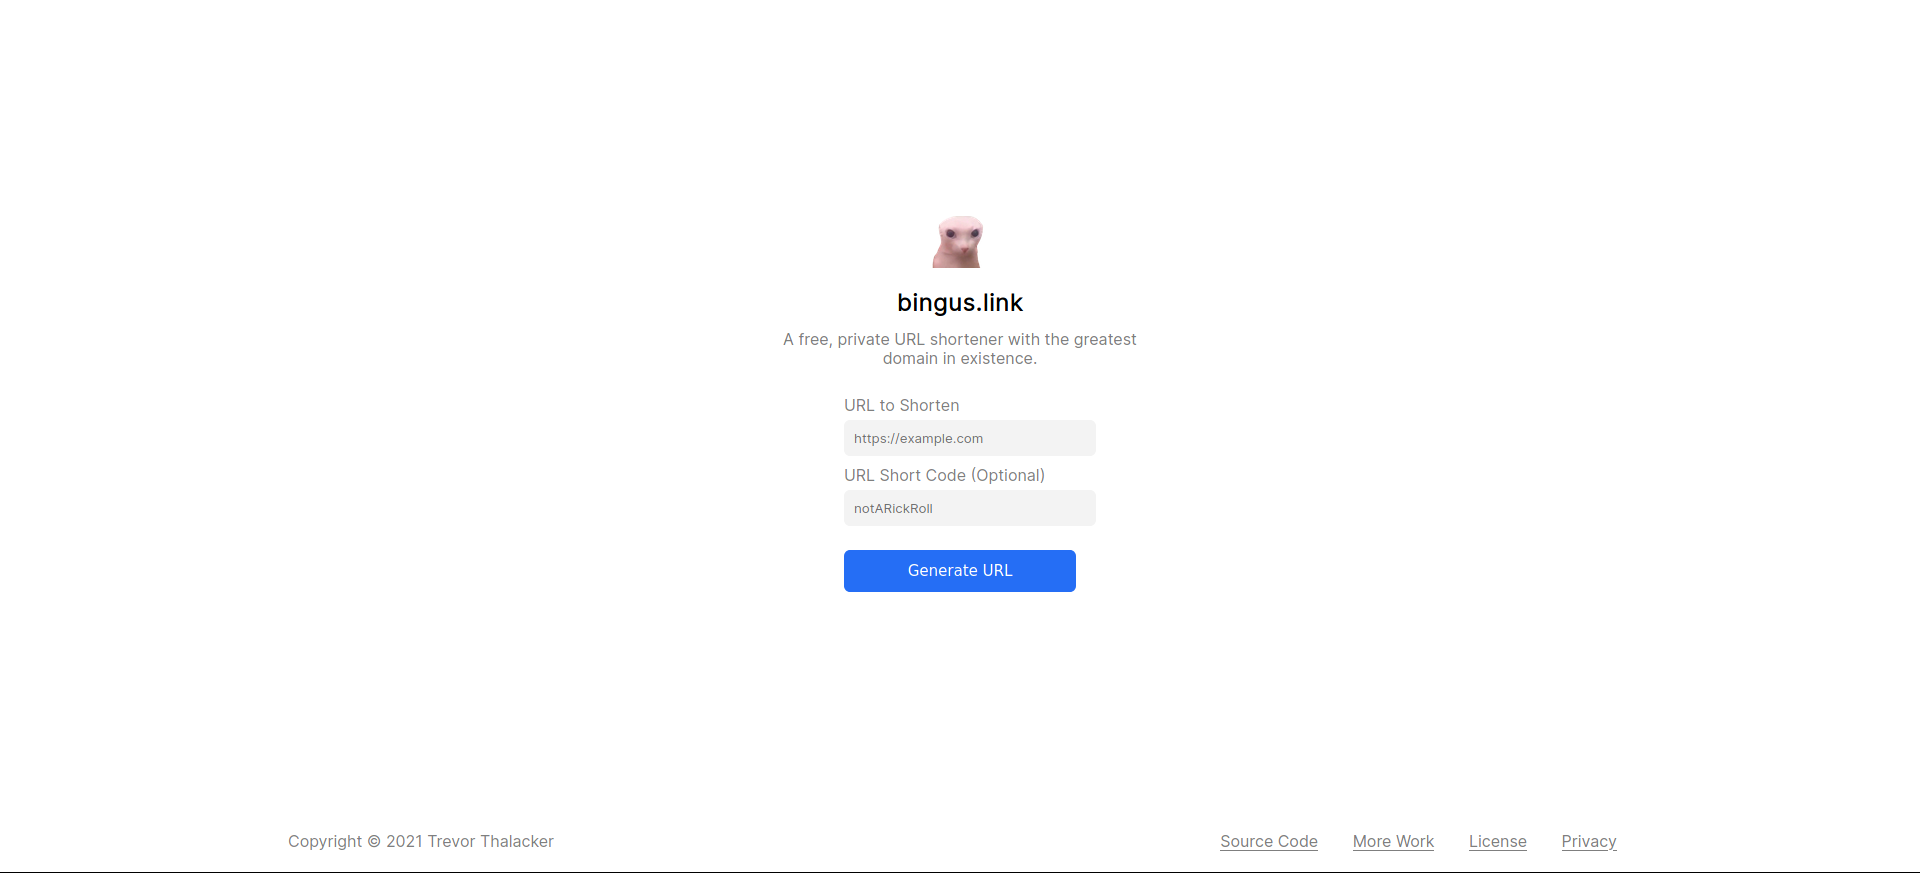 bingus.link
A free, private URL shortener with the greatest
domain in existence.
URL to Shorten
https://example.com
URL Short Code (Optional)
notARickRoll
Generate URL
Copyright © 2021 Trevor Thalacker
Source Code
More Work
License
Privacy